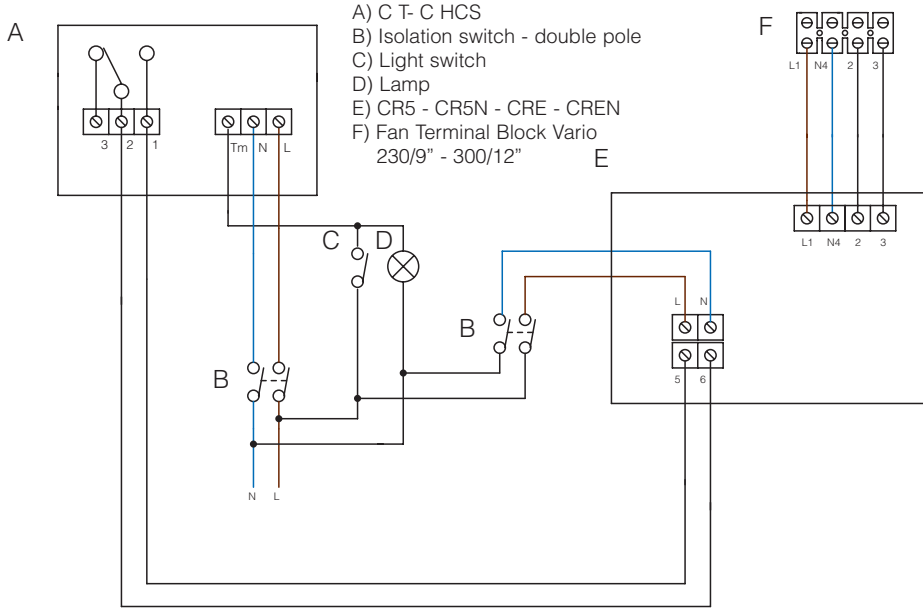 A
A) C T- C HCS
B) Isolation switch - double pole
C) Light switch
D) Lamp
E) CR5 - CR5N - CRE - CREN
F) Fan Terminal Block Vario
230/9” - 300/12”
F
L1 N4 2 3
3 2 1
Tm N L
E
L1 N4 2 3
C D
B
L N
5 6
B
N L